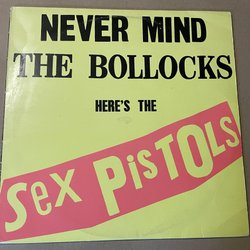 NEVER MIND
THE BOLLOCKS
HERE'S THE
Sex PiSTOLS